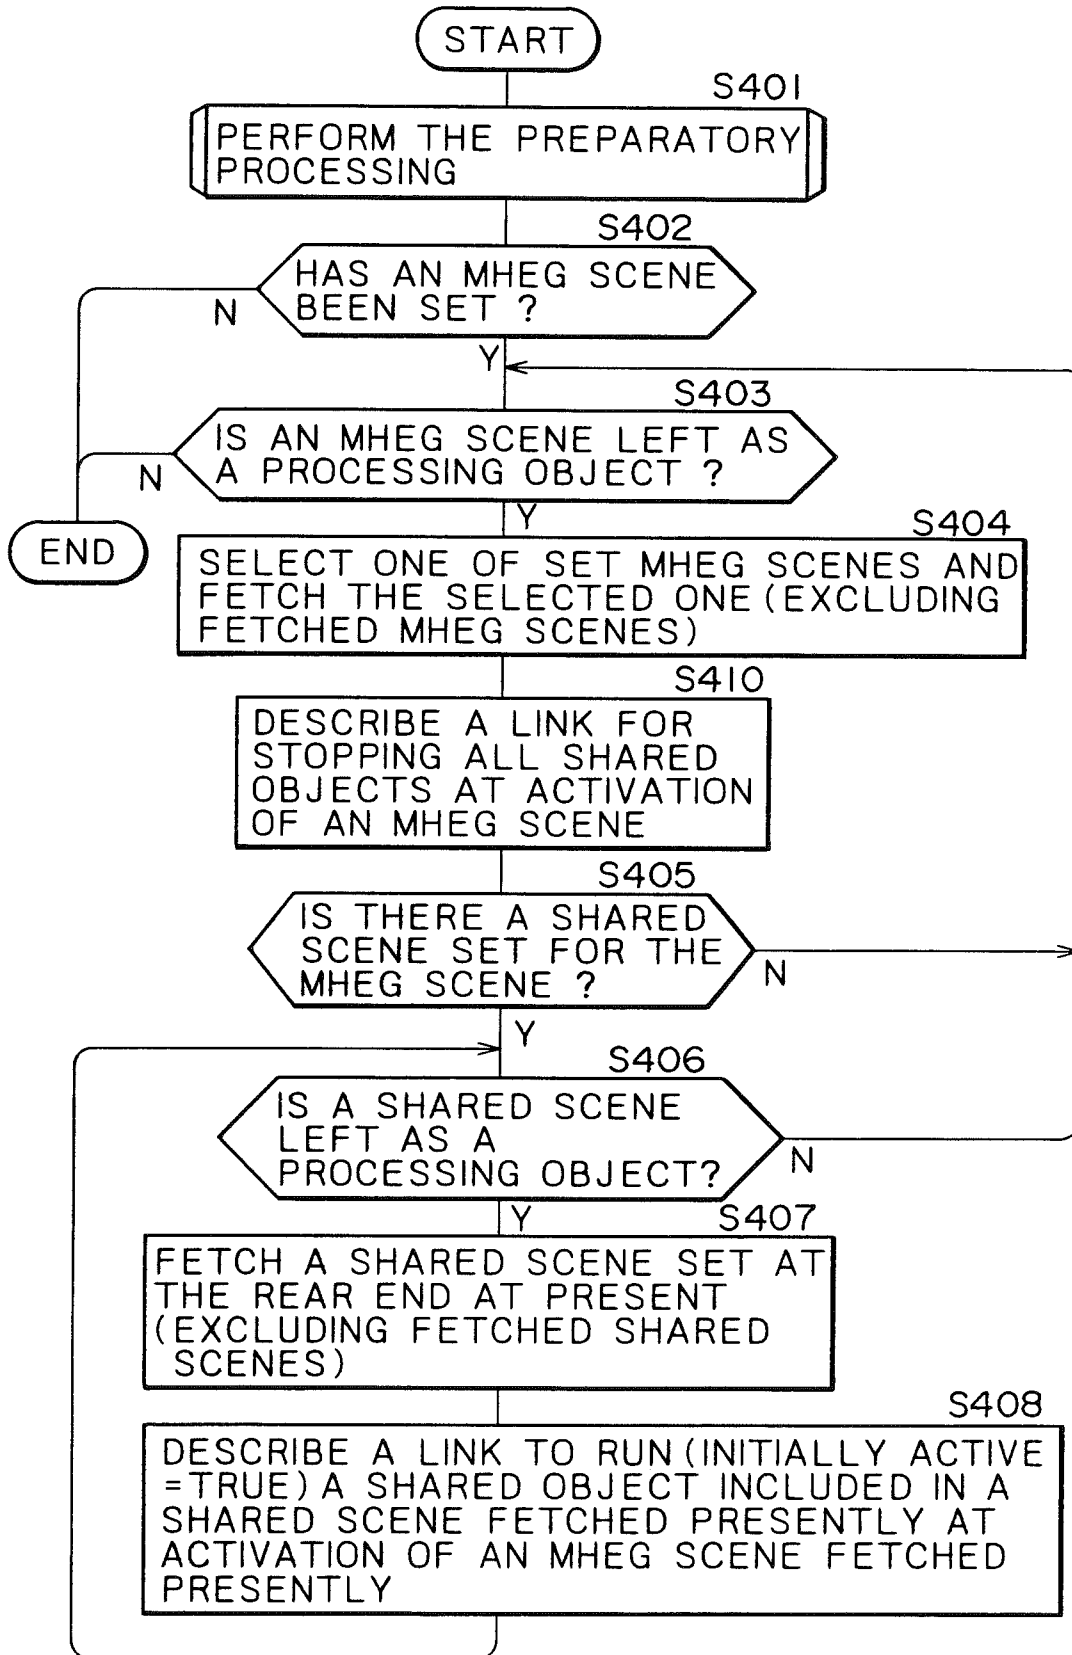 START
S401
PERFORM THE PREPARATORY
PROCESSING
S402
HAS AN MHEG SCENE
BEEN SET ?
N
Y
S403
IS AN MHEG SCENE LEFT AS
A PROCESSING OBJECT ?
N
Y
END
S404
SELECT ONE OF SET MHEG SCENES AND
FETCH THE SELECTED ONE (EXCLUDING
FETCHED MHEG SCENES)
S410
DESCRIBE A LINK FOR
STOPPING ALL SHARED
OBJECTS AT ACTIVATION
OF AN MHEG SCENE
S405
IS THERE A SHARED
SCENE SET FOR THE
MHEG SCENE ?
N
Y
S406
IS A SHARED SCENE
LEFT AS A
PROCESSING OBJECT?
N
Y
S407
FETCH A SHARED SCENE SET AT
THE REAR END AT PRESENT
(EXCLUDING FETCHED SHARED
SCENES)
S408
DESCRIBE A LINK TO RUN (INITIALLY ACTIVE
=TRUE) A SHARED OBJECT INCLUDED IN A
SHARED SCENE FETCHED PRESENTLY AT
ACTIVATION OF AN MHEG SCENE FETCHED
PRESENTLY